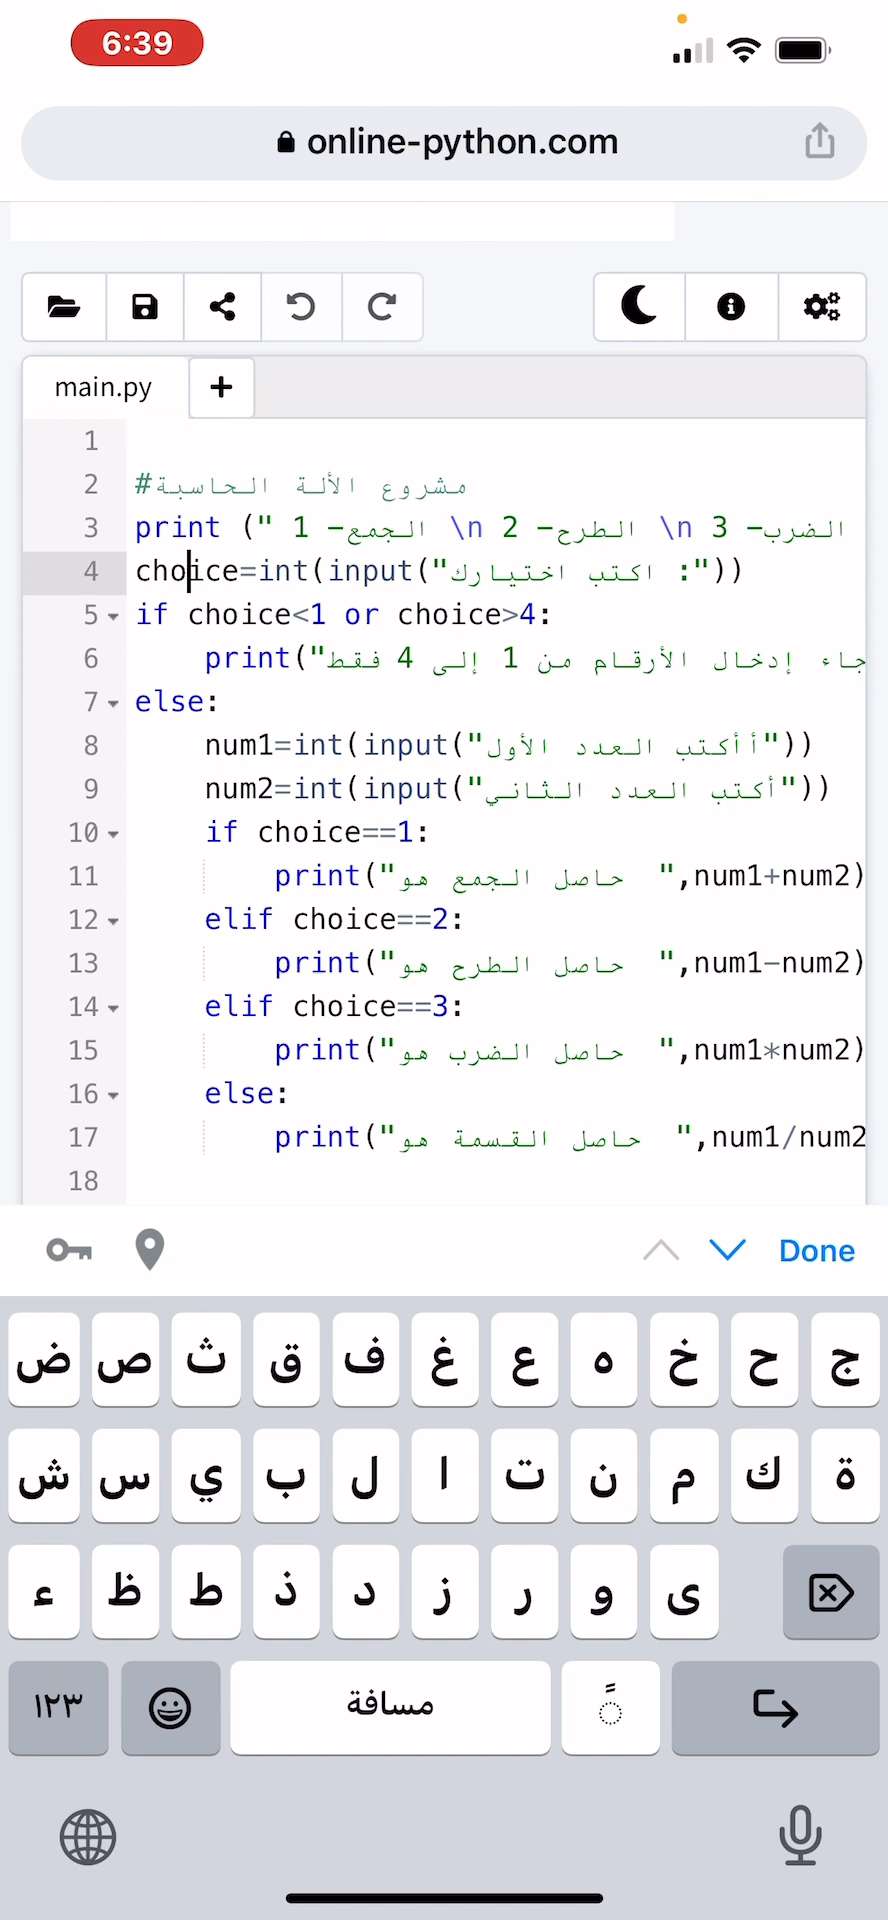 6:39
online-python.com
main.py
+
1
2 #مشروع الألة الحاسبة
3 print (" 1 -الجمع \n 2 -الطرح \n 3 -الضرب
4 choice=int(input("اكتب اختيارك :"))
5 if choice<1 or choice>4:
6 print("جاء إدخال الأرقام من 1 إلى 4 فقط
7 else:
8 num1=int(input("أأكتب العدد الأول"))
9 num2=int(input("أكتب العدد الثاني"))
10 if choice==1:
11 print("حاصل الجمع هو ",num1+num2)
12 elif choice==2:
13 print("حاصل الطرح هو ",num1-num2)
14 elif choice==3:
15 print("حاصل الضرب هو ",num1*num2)
16 else:
17 print("حاصل القسمة هو ",num1/num2
18
Done
ض ص ث ق ف غ ع ه خ ح ج
ش س ي ب ل ا ت ن م ك ة
ء ظ ط ذ د ز ر و ى
١٢٣ مسافة